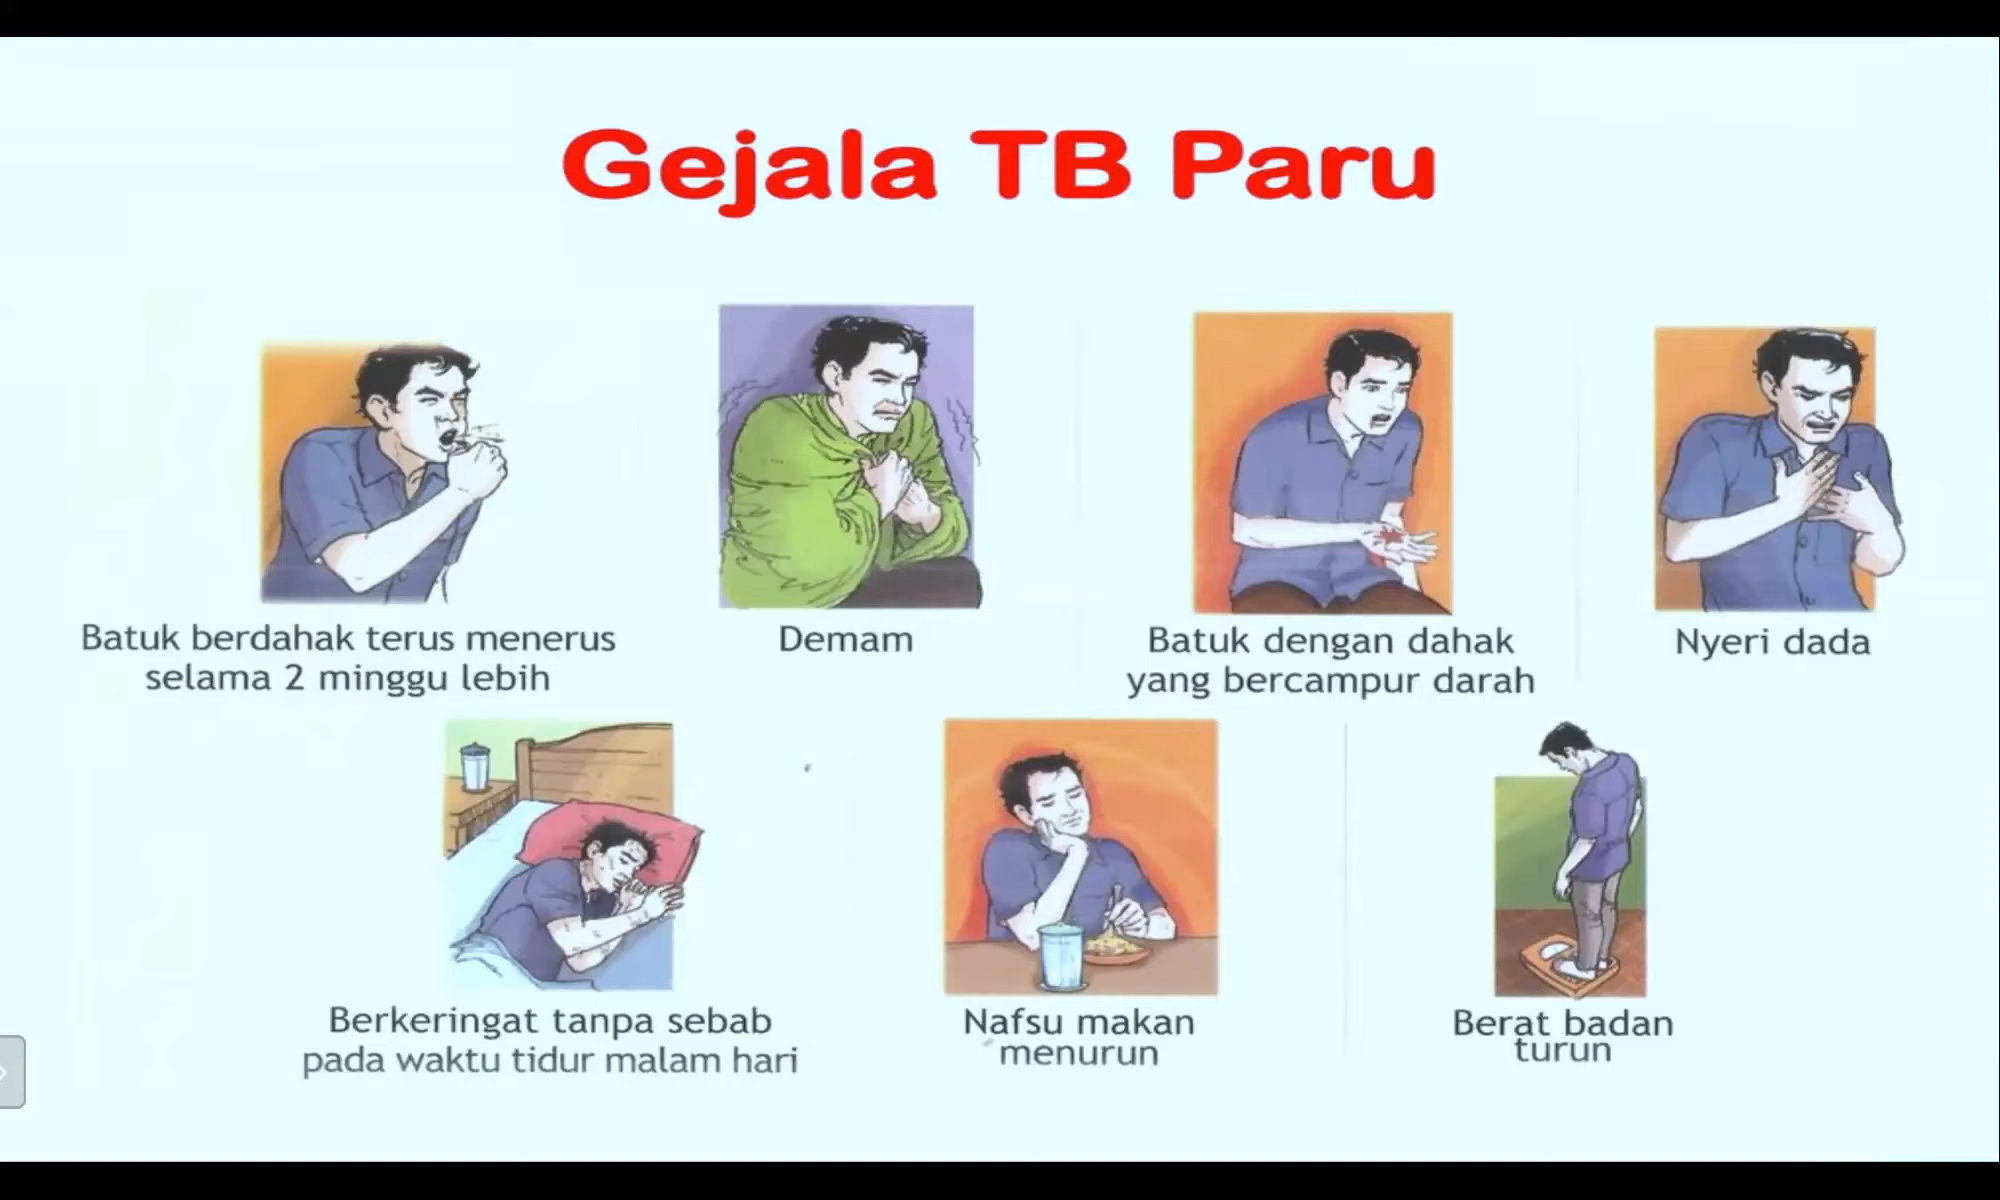 Gejala TB Paru
Batuk berdahak terus menerus
selama 2 minggu lebih
Demam
Batuk dengan dahak
yang bercampur darah
Nyeri dada
Berkeringat tanpa sebab
pada waktu tidur malam hari
Nafsu makan
menurun
Berat badan
turun